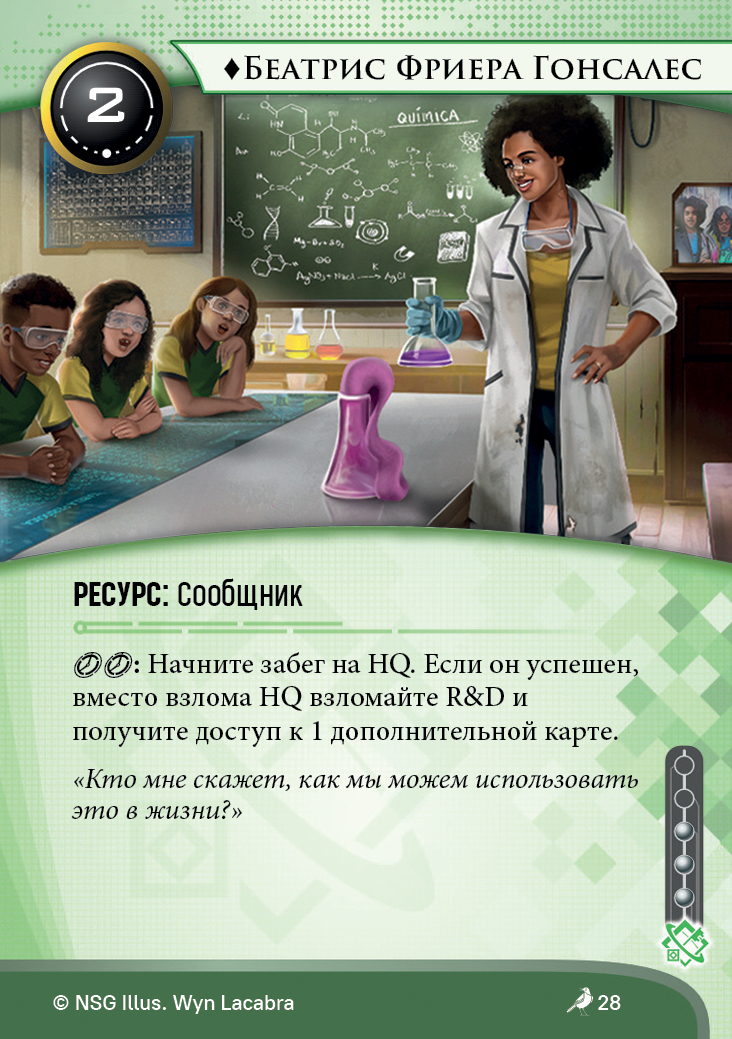 ♦Беатрис Фриера Гонсалес
2
QUÍMICA
Mg-Br+2AO
AgNO₃+NaCl → AgCl
K
РЕСУРС: Сообщник
: Начните забег на HQ. Если он успешен,
вместо взлома HQ взломайте R&D и
получите доступ к 1 дополнительной карте.
«Кто мне скажет, как мы можем использовать
это в жизни?»
© NSG Illus. Wyn Lacabra
28